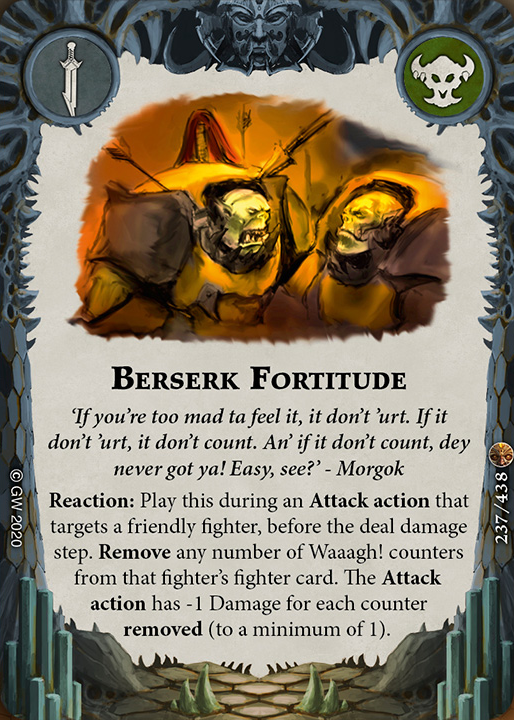 Berserk Fortitude
'If you're too mad ta feel it, it don't 'urt. If it
don't 'urt, it don't count. An' if it don't count, dey
never got ya! Easy, see?' - Morgok
Reaction: Play this during an Attack action that
targets a friendly fighter, before the deal damage
step. Remove any number of Waaagh! counters
from that fighter's fighter card. The Attack
action has -1 Damage for each counter
removed (to a minimum of 1).
© GW 2020
237/438